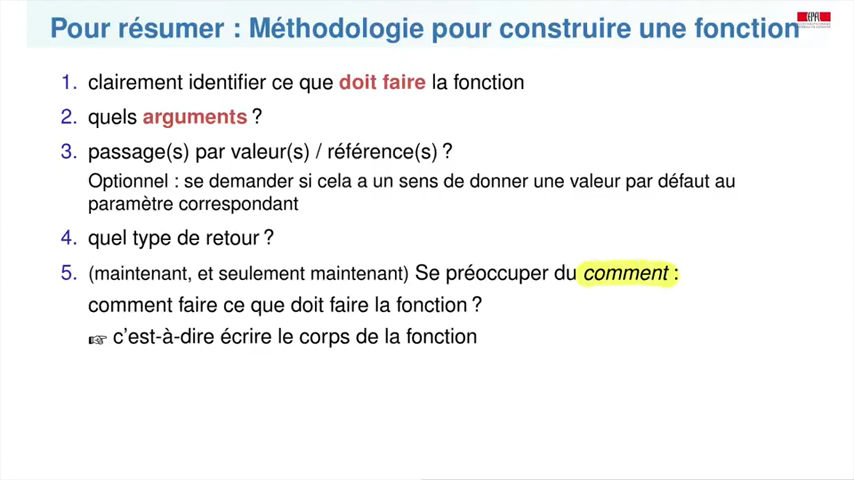 Pour résumer : Méthodologie pour construire une fonction
EPFL
1. clairement identifier ce que doit faire la fonction
2. quels arguments ?
3. passage(s) par valeur(s) / référence(s) ?
Optionnel : se demander si cela a un sens de donner une valeur par défaut au
paramètre correspondant
4. quel type de retour ?
5. (maintenant, et seulement maintenant) Se préoccuper du comment :
comment faire ce que doit faire la fonction ?
☞ c'est-à-dire écrire le corps de la fonction